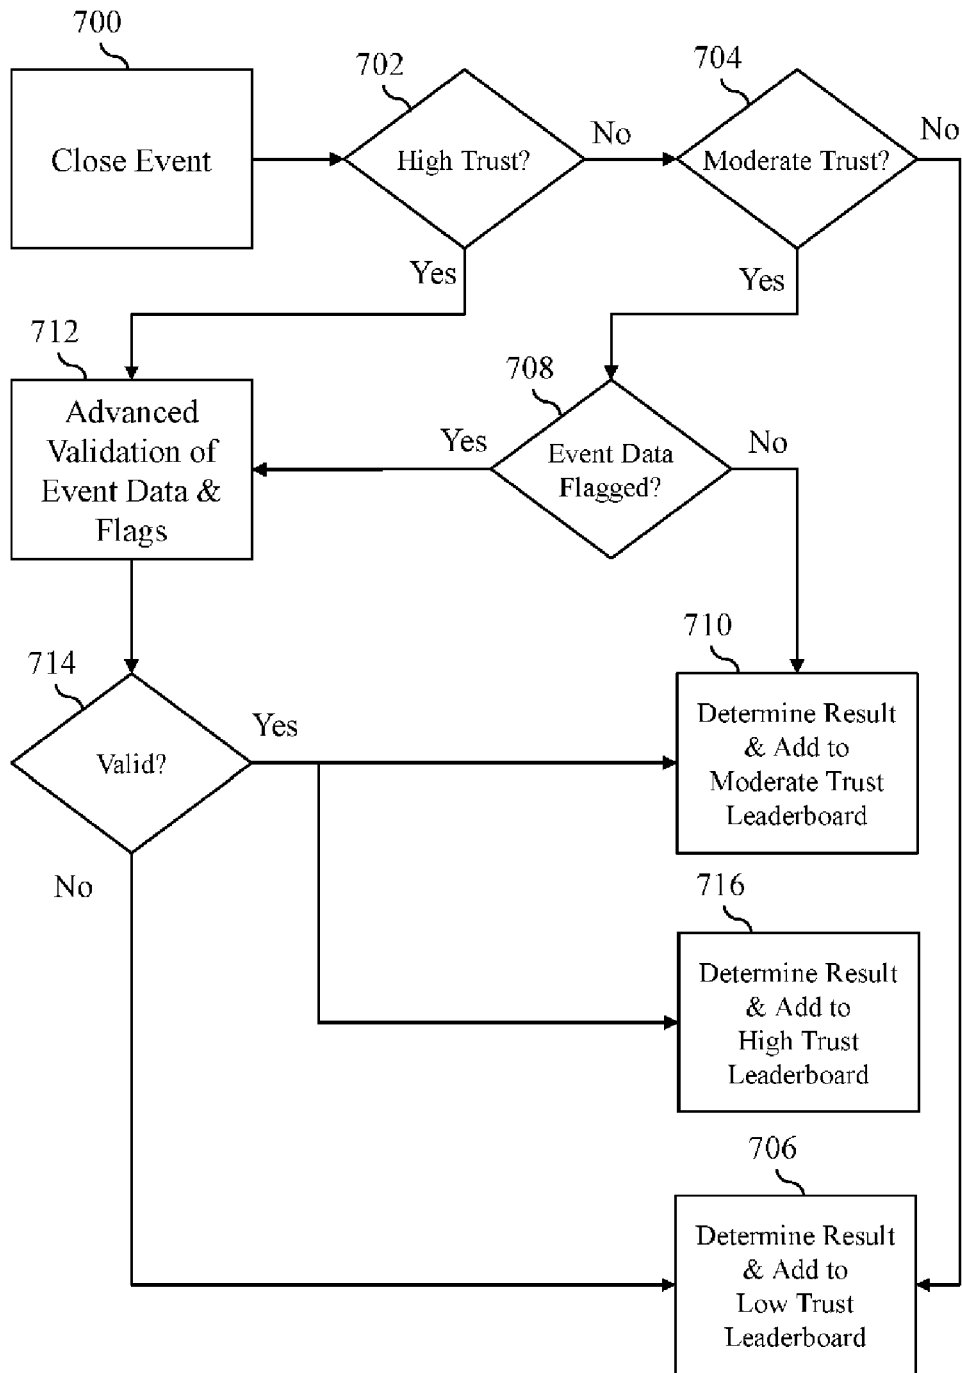 700
702
704
Close Event
High Trust?
No
Moderate Trust?
No
Yes
Yes
712
708
Advanced
Validation of
Event Data &
Flags
Yes
Event Data
Flagged?
No
714
710
Valid?
Yes
Determine Result
& Add to
Moderate Trust
Leaderboard
No
716
Determine Result
& Add to
High Trust
Leaderboard
706
Determine Result
& Add to
Low Trust
Leaderboard